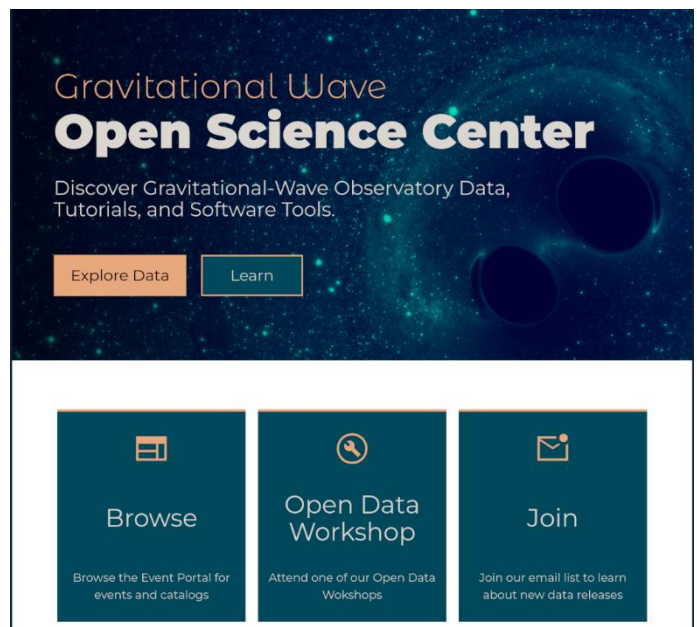 Gravitational Wave
Open Science Center
Discover Gravitational-Wave Observatory Data,
Tutorials, and Software Tools.
Explore Data
Learn
Browse
Browse the Event Portal for
events and catalogs
Open Data
Workshop
Attend one of our Open Data
Wokshops
Join
Join our email list to learn
about new data releases